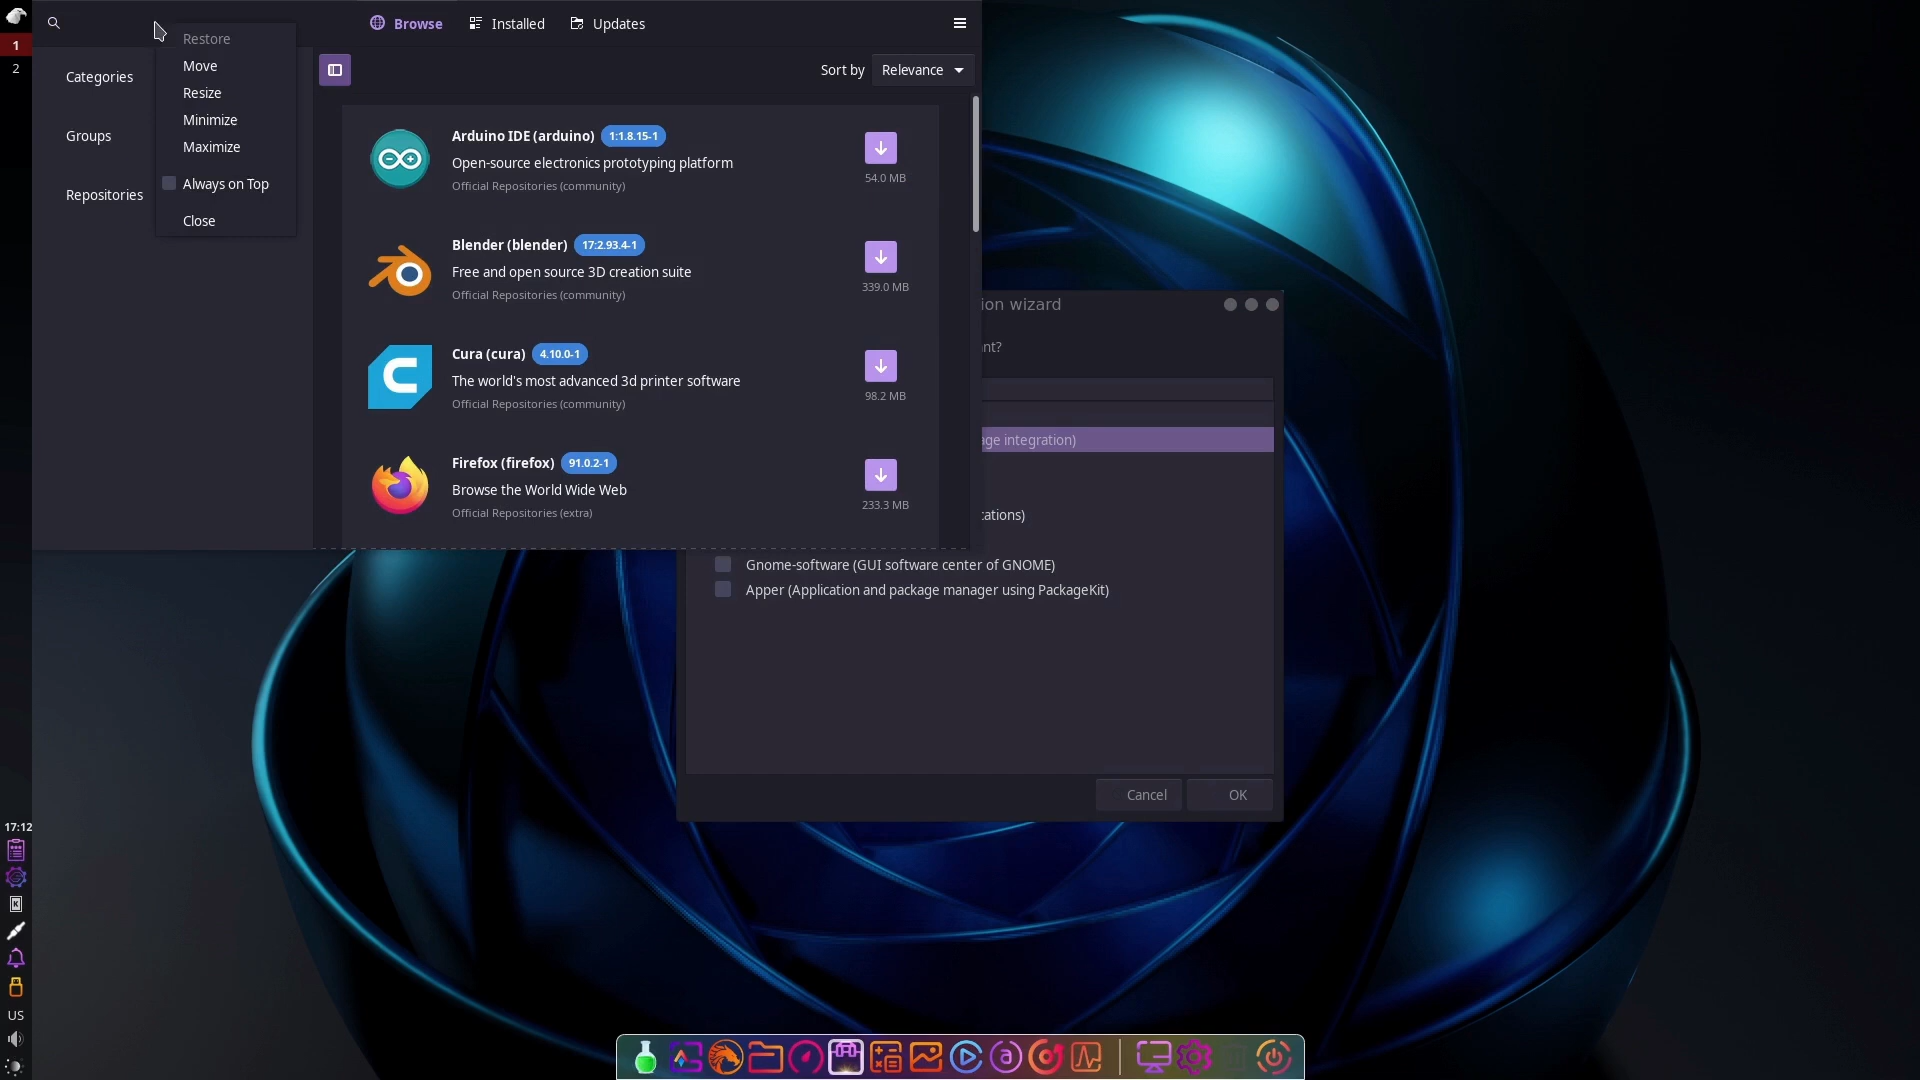 1
2
Browse
Installed
Updates
Restore
Move
Resize
Minimize
Maximize
Always on Top
Close
Categories
Groups
Repositories
Sort by
Relevance
Arduino IDE (arduino)
1:1.8.15-1
Open-source electronics prototyping platform
Official Repositories (community)
54.0 MB
Blender (blender)
17:2.93.4-1
Free and open source 3D creation suite
Official Repositories (community)
339.0 MB
Cura (cura)
4.10.0-1
The world's most advanced 3d printer software
Official Repositories (community)
98.2 MB
Firefox (firefox)
91.0.2-1
Browse the World Wide Web
Official Repositories (extra)
233.3 MB
ion wizard
nt?
age integration)
cations)
Gnome-software (GUI software center of GNOME)
Apper (Application and package manager using PackageKit)
Cancel
OK
17:12
US